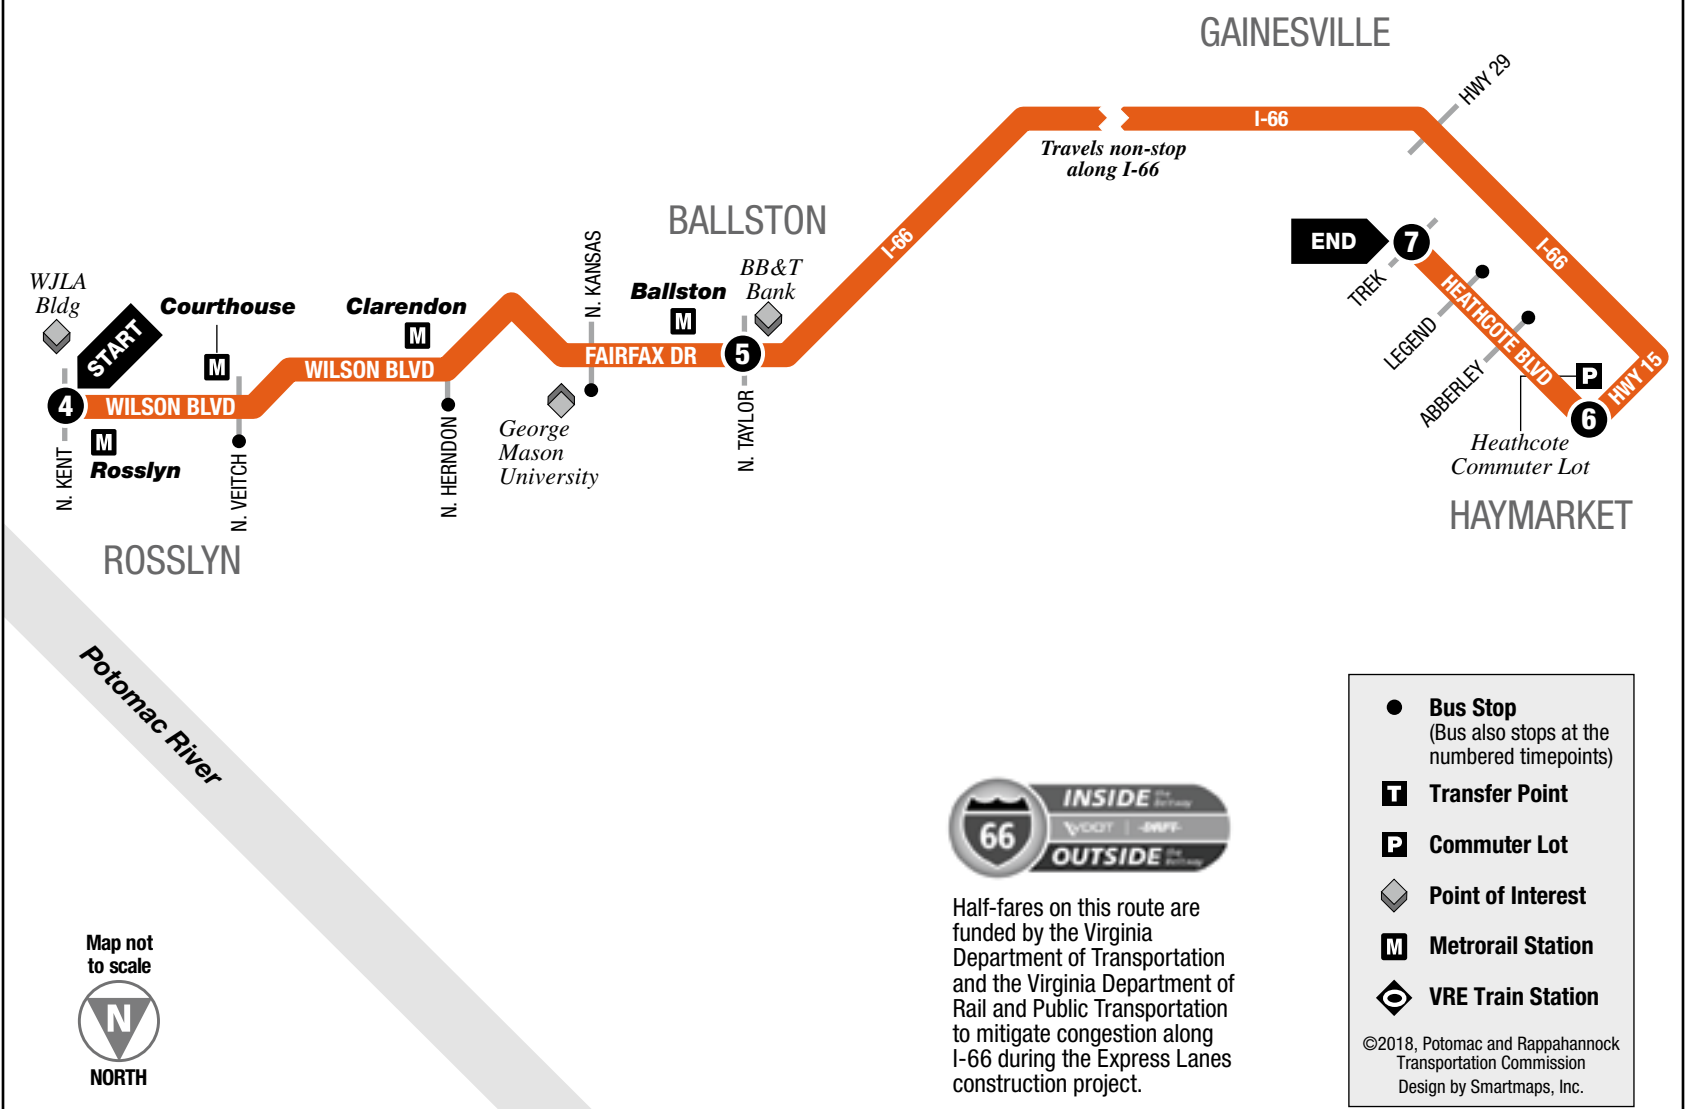 GAINESVILLE
HWY 29
I-66
Travels non-stop
along I-66
BALLSTON
I-66
I-66
END
7
TREK
LEGEND
HEATHCOTE BLVD
ABBERLEY
P
HWY 15
6
Heathcote
Commuter Lot
HAYMARKET
WJLA
Bldg
START
Courthouse
M
Clarendon
M
N. KANSAS
Ballston
M
BB&T
Bank
4
WILSON BLVD
WILSON BLVD
FAIRFAX DR
5
M
Rosslyn
N. KENT
N. VEITCH
N. HERNDON
George
Mason
University
N. TAYLOR
ROSSLYN
Potomac River
Map not
to scale
N
NORTH
66
INSIDE the
Beltway
VDOT
OUTSIDE the
Beltway
Half-fares on this route are
funded by the Virginia
Department of Transportation
and the Virginia Department of
Rail and Public Transportation
to mitigate congestion along
I-66 during the Express Lanes
construction project.
Bus Stop
(Bus also stops at the
numbered timepoints)
T Transfer Point
P Commuter Lot
Point of Interest
M Metrorail Station
VRE Train Station
©2018, Potomac and Rappahannock
Transportation Commission
Design by Smartmaps, Inc.